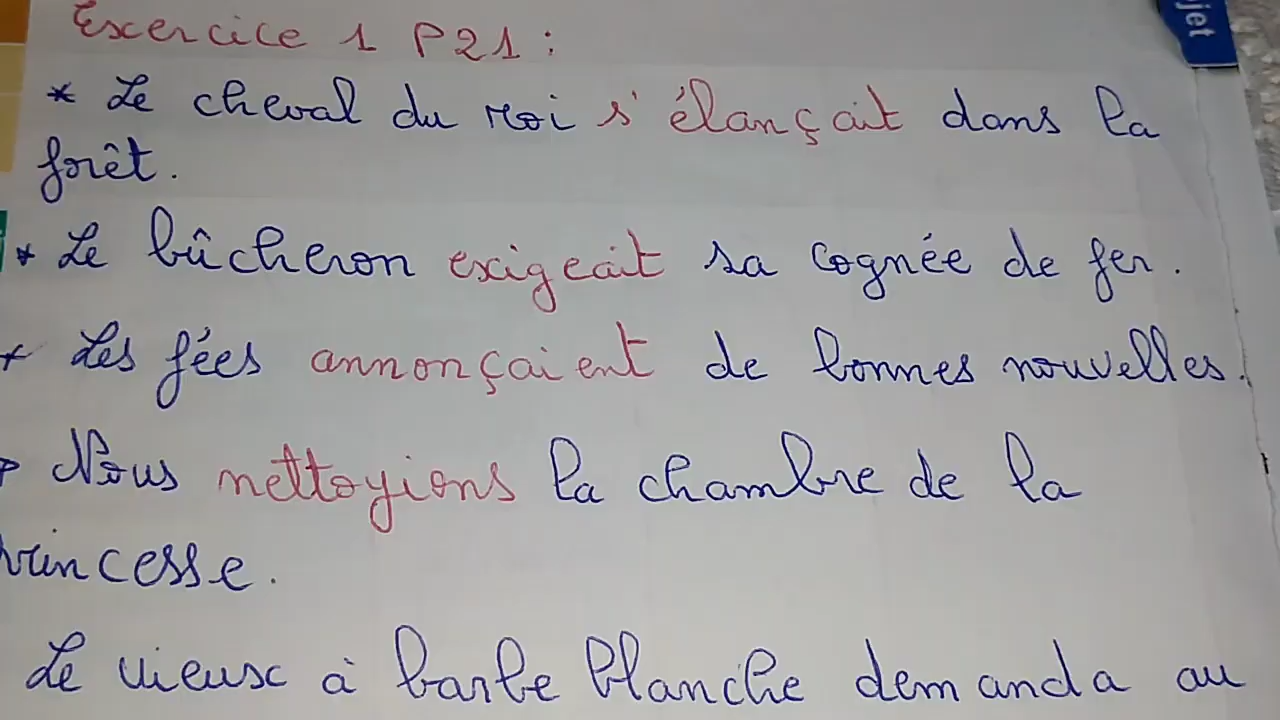 Exercice 1 P21 :
jet
* Le cheval du roi s'élançait dans la
forêt.
* Le bûcheron exigeait sa cognée de fer.
* Les fées annonçaient de bonnes nouvelles.
* Nous nettoyions la chambre de la
princesse.
Le vieux à barbe blanche demanda au